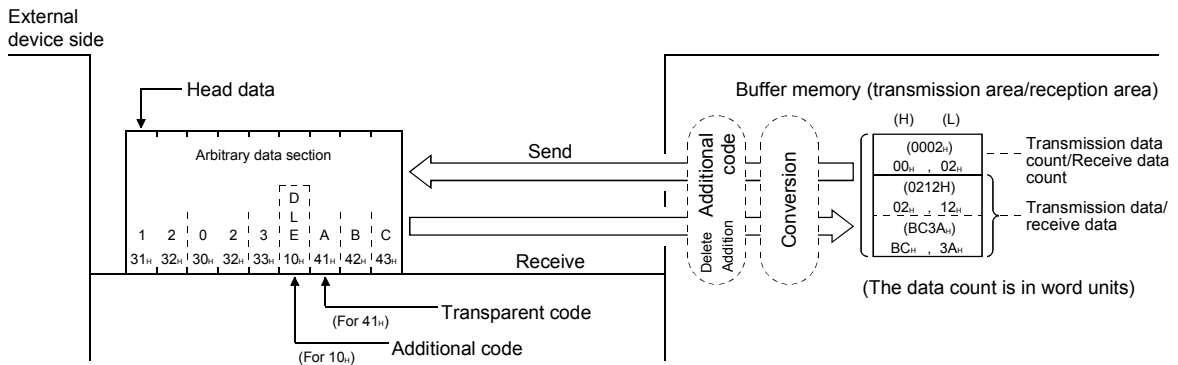 External
device side
Head data
Buffer memory (transmission area/reception area)
(H) (L)
Arbitrary data section
Send
Additional code
Delete
Addition
Conversion
(0002H)
00H , 02H
Transmission data
count/Receive data
count
(0212H)
02H , 12H
(BC3AH)
BCH , 3AH
Transmission data/
receive data
D
L
1 2 0 2 3 E A B C
31H 32H 30H 32H 33H 10H 41H 42H 43H
Receive
(The data count is in word units)
(For 41H)
Transparent code
(For 10H)
Additional code